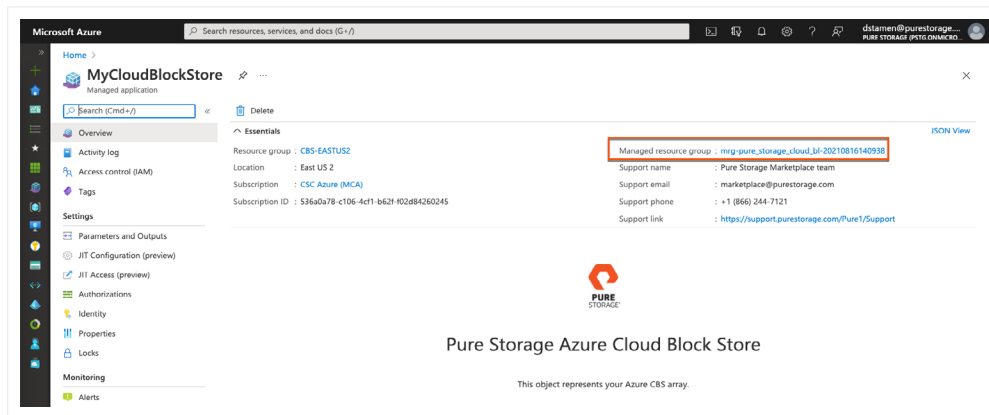 Microsoft Azure
Search resources, services, and docs (G+/)
dstamen@purestorage....
PURE STORAGE (PSTG.ONMICRO...
Home >
MyCloudBlockStore
Managed application
Search (Cmd+/)
Delete
Overview
Essentials
JSON View
Activity log
Resource group : CBS-EASTUS2
Managed resource group : mrg-pure_storage_cloud_bl-20210816140938
Access control (IAM)
Location : East US 2
Support name : Pure Storage Marketplace team
Tags
Subscription : CSC Azure (MCA)
Support email : marketplace@purestorage.com
Subscription ID : 536a0a78-c106-4cf1-b62f-f02d84260245
Support phone : +1 (866) 244-7121
Settings
Support link : https://support.purestorage.com/Pure1/Support
Parameters and Outputs
JIT Configuration (preview)
JIT Access (preview)
Authorizations
Identity
Properties
Locks
Monitoring
Alerts
PURE
STORAGE
Pure Storage Azure Cloud Block Store
This object represents your Azure CBS array.